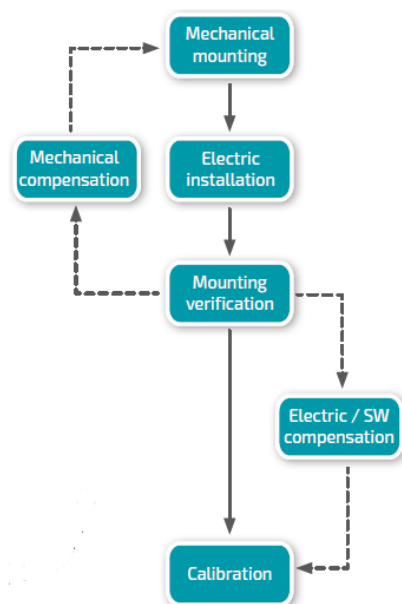 Mechanical
mounting
Mechanical
compensation
Electric
installation
Mounting
verification
Electric / SW
compensation
Calibration